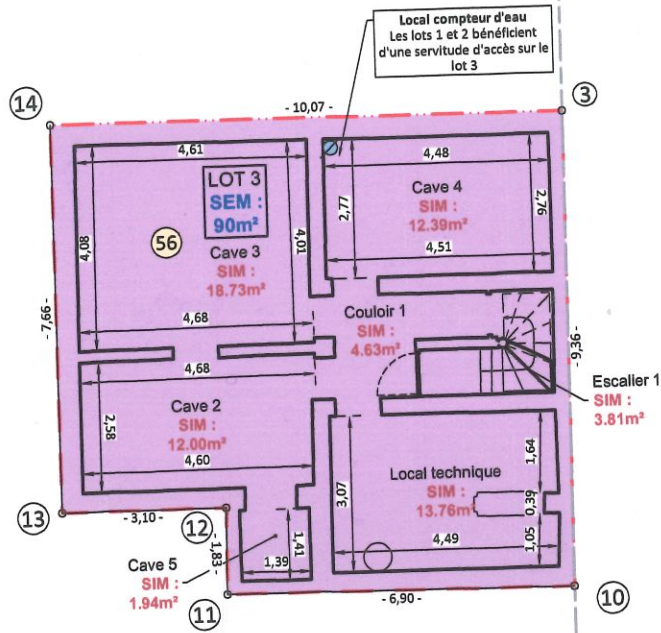 Local compteur d'eau
Les lots 1 et 2 bénéficient
d'une servitude d'accès sur le
lot 3
14
- 10,07 -
3
4,61
4,48
LOT 3
SEM :
90m²
Cave 4
SIM :
12.39m²
2,77
2,76
56
4,08
4,01
Cave 3
SIM :
18.73m²
4,51
- 7,66 -
4,68
Couloir 1
SIM :
4.63m²
- 9,36 -
4,68
Escalier 1
SIM :
3.81m²
2,58
Cave 2
SIM :
12.00m²
1,64
4,60
Local technique
SIM :
13.76m²
3,07
0,39
13
- 3,10 -
12
1,41
1,05
4,49
- 1,83 -
1,39
Cave 5
SIM :
1.94m²
11
- 6,90 -
10